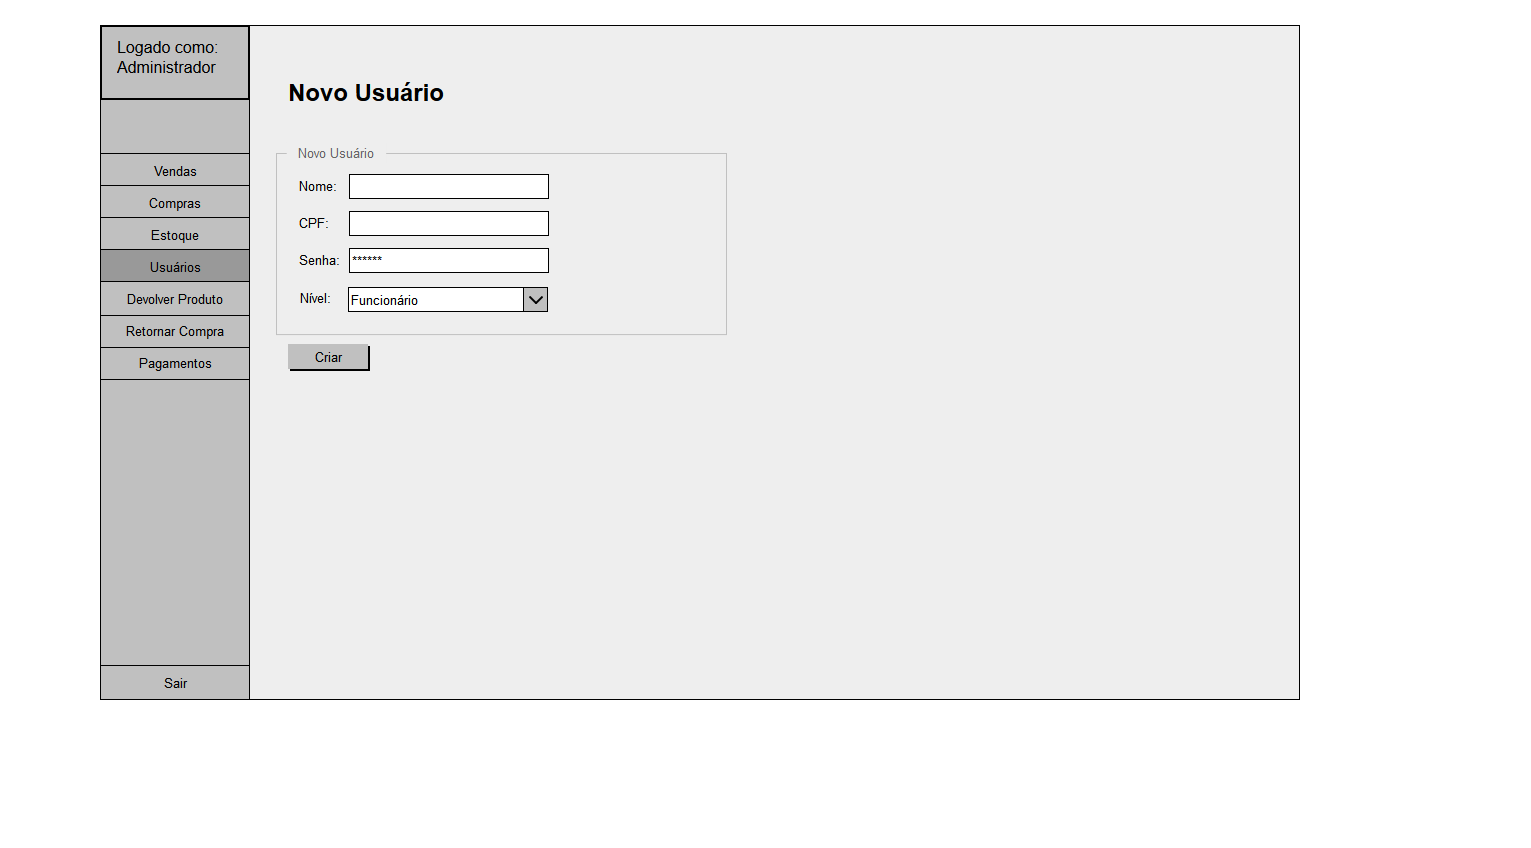 Logado como:
Administrador
Novo Usuário
Vendas
Compras
Estoque
Usuários
Devolver Produto
Retornar Compra
Pagamentos
Sair
Novo Usuário
Nome:
CPF:
Senha: ******
Nível: Funcionário
Criar